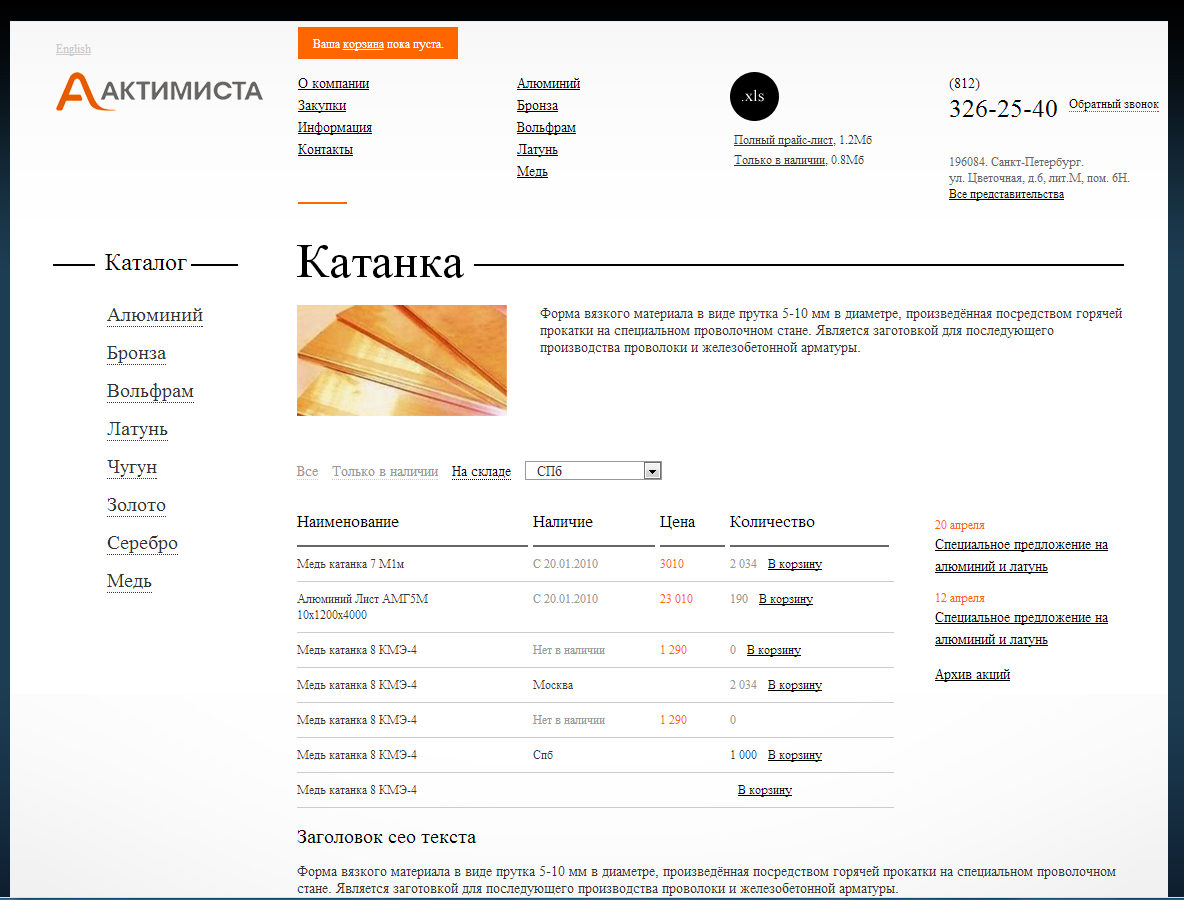 English
Ваша корзина пока пуста.
АКТИМИСТА
О компании
Закупки
Информация
Контакты
Алюминий
Бронза
Вольфрам
Латунь
Медь
.xls
Полный прайс-лист, 1.2Мб
Только в наличии, 0.8Мб
(812)
326-25-40 Обратный звонок
196084. Санкт-Петербург.
ул. Цветочная, д.6, лит.М, пом. 6Н.
Все представительства
Каталог
Алюминий
Бронза
Вольфрам
Латунь
Чугун
Золото
Серебро
Медь
Катанка
Форма вязкого материала в виде прутка 5-10 мм в диаметре, произведённая посредством горячей
прокатки на специальном проволочном стане. Является заготовкой для последующего
производства проволоки и железобетонной арматуры.
Все Только в наличии На складе СПб
Наименование Наличие Цена Количество
Медь катанка 7 М1м С 20.01.2010 3010 2 034 В корзину
Алюминий Лист АМГ5М С 20.01.2010 23 010 190 В корзину
10х1200х4000
Медь катанка 8 КМЭ-4 Нет в наличии 1 290 0 В корзину
Медь катанка 8 КМЭ-4 Москва 2 034 В корзину
Медь катанка 8 КМЭ-4 Нет в наличии 1 290 0
Медь катанка 8 КМЭ-4 Спб 1 000 В корзину
Медь катанка 8 КМЭ-4 В корзину
20 апреля
Специальное предложение на
алюминий и латунь
12 апреля
Специальное предложение на
алюминий и латунь
Архив акций
Заголовок сео текста
Форма вязкого материала в виде прутка 5-10 мм в диаметре, произведённая посредством горячей прокатки на специальном проволочном
стане. Является заготовкой для последующего производства проволоки и железобетонной арматуры.